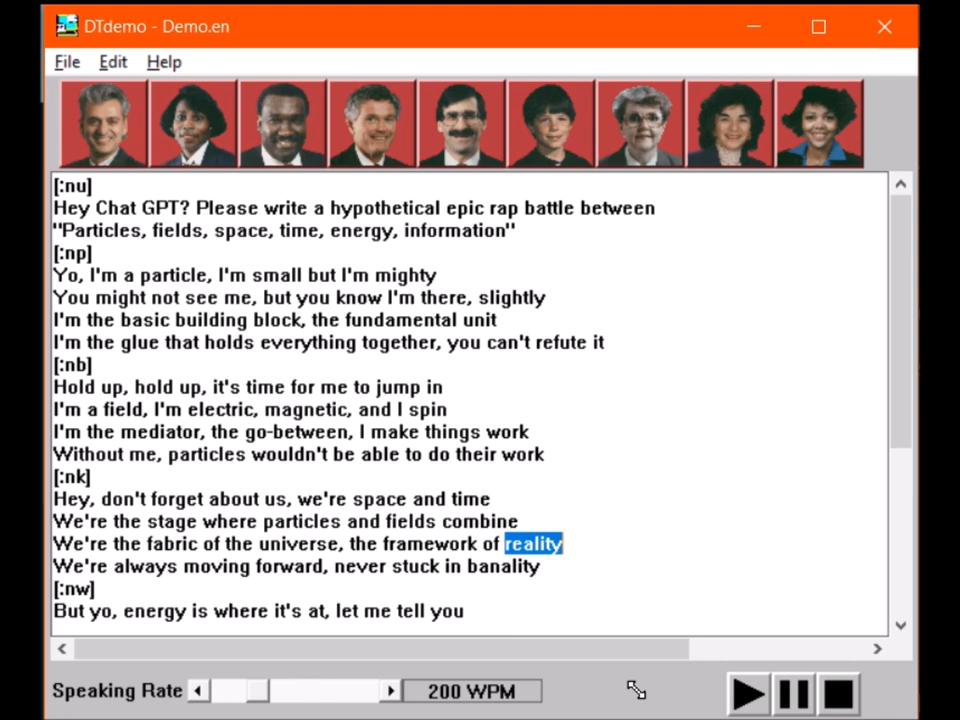 DTdemo - Demo.en
File Edit Help
[:nu]
Hey Chat GPT? Please write a hypothetical epic rap battle between
"Particles, fields, space, time, energy, information"
[:np]
Yo, I'm a particle, I'm small but I'm mighty
You might not see me, but you know I'm there, slightly
I'm the basic building block, the fundamental unit
I'm the glue that holds everything together, you can't refute it
[:nb]
Hold up, hold up, it's time for me to jump in
I'm a field, I'm electric, magnetic, and I spin
I'm the mediator, the go-between, I make things work
Without me, particles wouldn't be able to do their work
[:nk]
Hey, don't forget about us, we're space and time
We're the stage where particles and fields combine
We're the fabric of the universe, the framework of reality
We're always moving forward, never stuck in banality
[:nw]
But yo, energy is where it's at, let me tell you
Speaking Rate 200 WPM